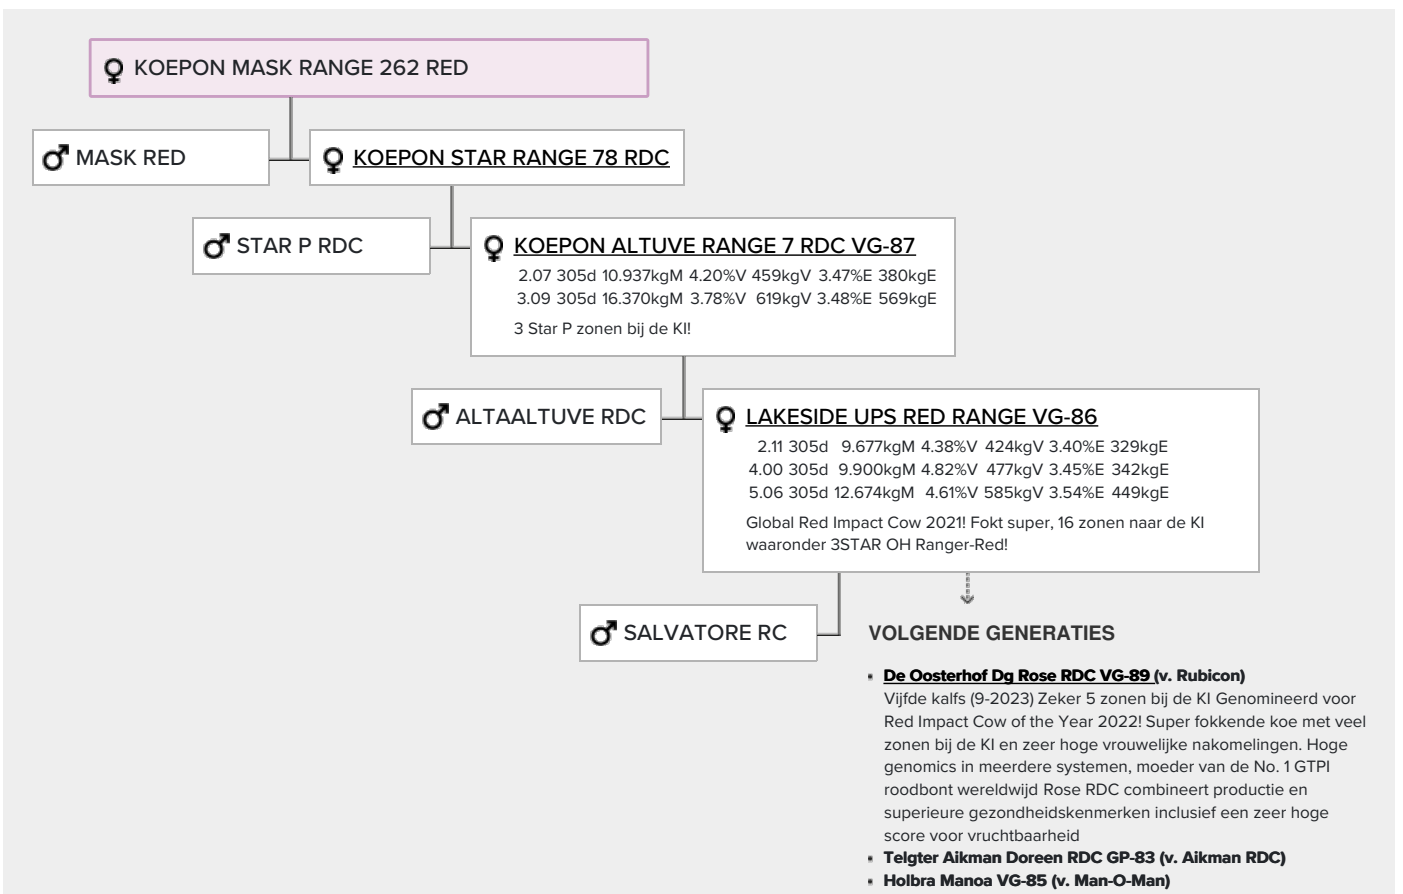 KOEPON MASK RANGE 262 RED
MASK RED
KOEPON STAR RANGE 78 RDC
STAR P RDC
KOEPON ALTUVE RANGE 7 RDC VG-87
2.07 305d 10.937kgM 4.20%V 459kgV 3.47%E 380kgE
3.09 305d 16.370kgM 3.78%V 619kgV 3.48%E 569kgE
3 Star P zonen bij de KI!
ALTAALTUVE RDC
LAKESIDE UPS RED RANGE VG-86
2.11 305d 9.677kgM 4.38%V 424kgV 3.40%E 329kgE
4.00 305d 9.900kgM 4.82%V 477kgV 3.45%E 342kgE
5.06 305d 12.674kgM 4.61%V 585kgV 3.54%E 449kgE
Global Red Impact Cow 2021! Fokt super, 16 zonen naar de KI
waaronder 3STAR OH Ranger-Red!
SALVATORE RC
VOLGENDE GENERATIES
De Oosterhof Dg Rose RDC VG-89 (v. Rubicon)
Vijfde kalfs (9-2023) Zeker 5 zonen bij de KI Genomineerd voor
Red Impact Cow of the Year 2022! Super fokkende koe met veel
zonen bij de KI en zeer hoge vrouwelijke nakomelingen. Hoge
genomics in meerdere systemen, moeder van de No. 1 GTPI
roodbont wereldwijd Rose RDC combineert productie en
superieure gezondheidskenmerken inclusief een zeer hoge
score voor vruchtbaarheid
Telgter Aikman Doreen RDC GP-83 (v. Aikman RDC)
Holbra Manoa VG-85 (v. Man-O-Man)